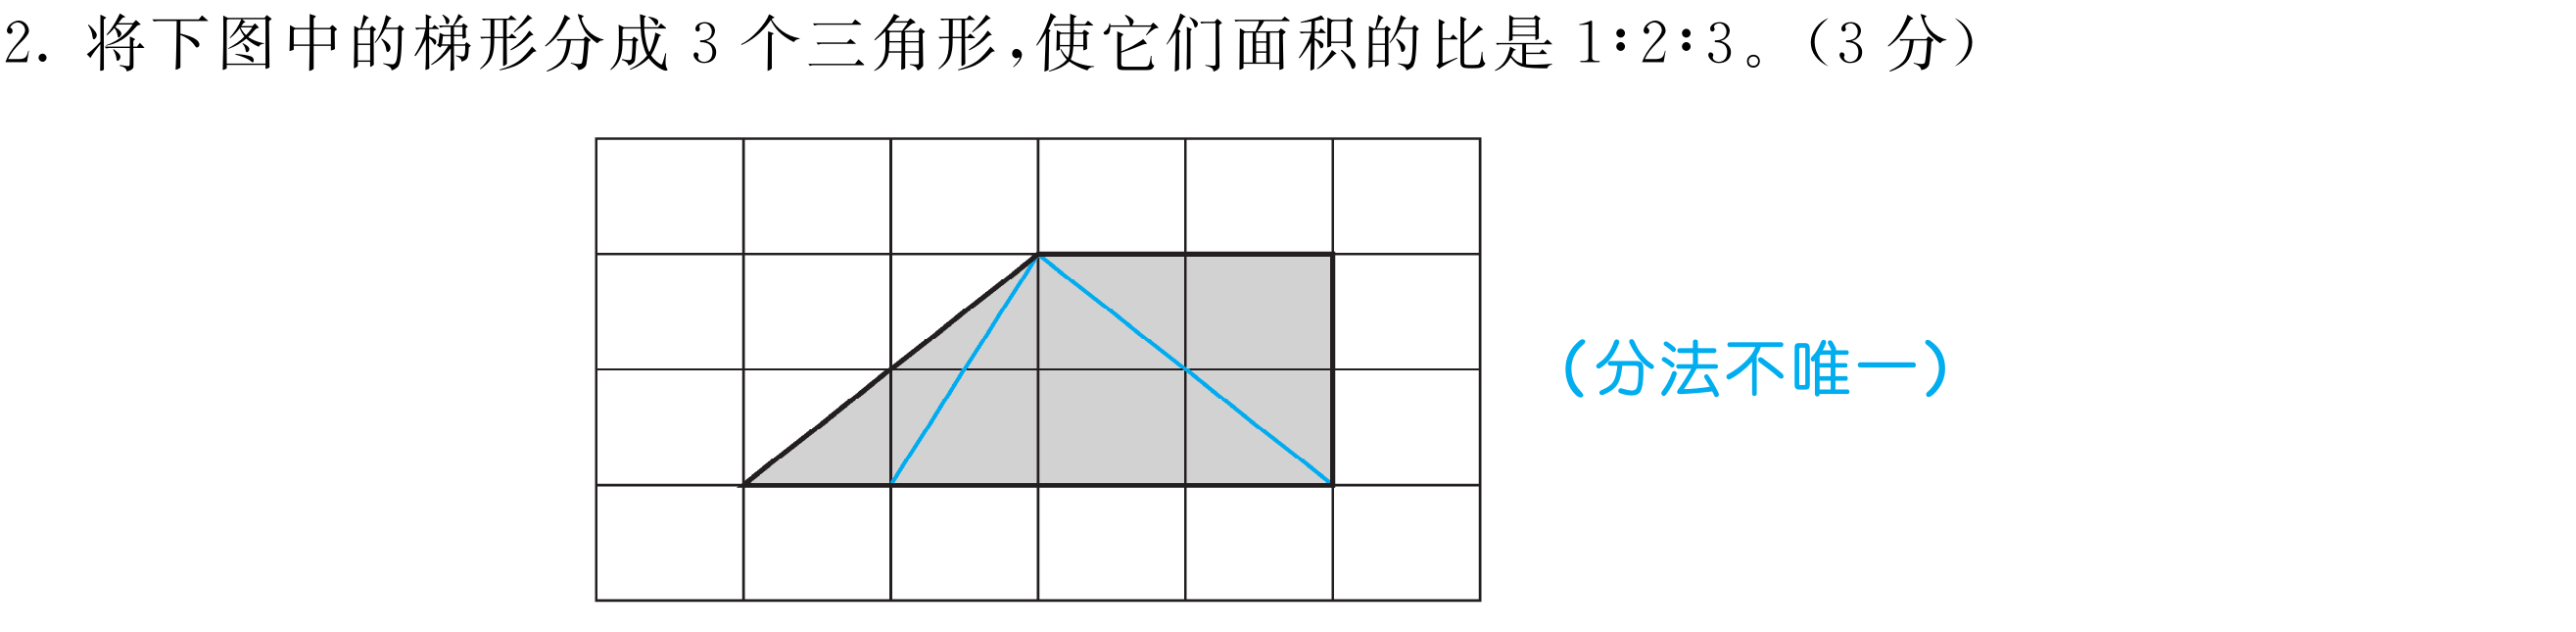 2. 将下图中的梯形分成 3 个三角形,使它们面积的比是 1∶2∶3。(3 分)
(分法不唯一)